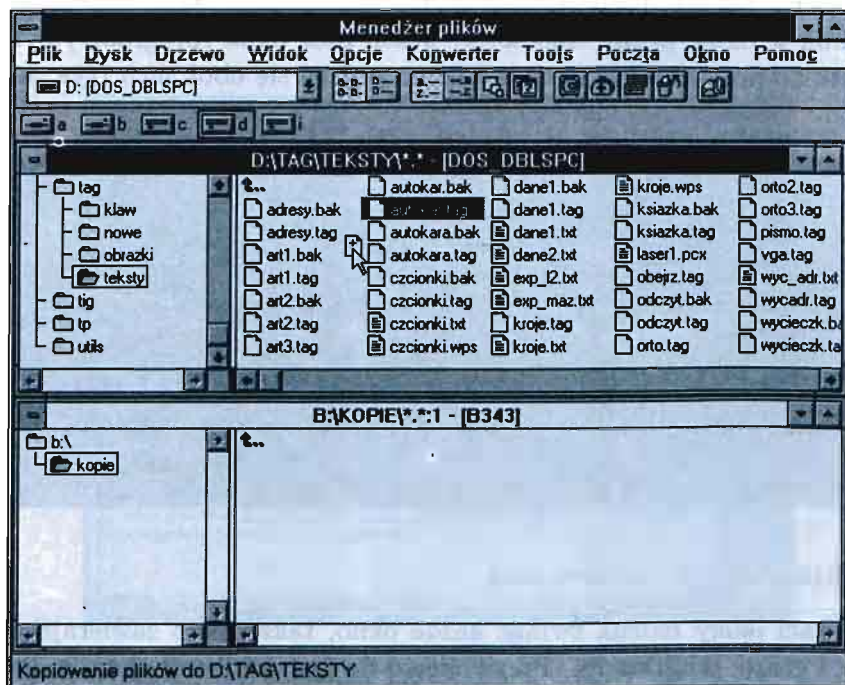 Menedżer plików
Plik Dysk Drzewo Widok Opcje Konwerter Tools Poczta Okno Pomoc
D: [DOS_DBLSPC]
a b c d i
D:\TAG\TEKSTY\*.* - [DOS_DBLSPC]
tag
klaw
nowe
obrazki
teksty
tig
tp
utils
adresy.bak
adresy.tag
art1.bak
art1.tag
art2.bak
art2.tag
art3.tag
autokar.bak
autokara.bak
autokara.tag
czcionki.bak
czcionki.tag
czcionki.txt
czcionki.wps
dane1.bak
dane1.tag
dane1.txt
dane2.txt
exp_l2.txt
exp_maz.txt
kroje.tag
kroje.txt
kroje.wps
ksiazka.bak
ksiazka.tag
laser1.pcx
obejrz.tag
odczyt.bak
odczyt.tag
orto.tag
orto2.tag
orto3.tag
pismo.tag
vga.tag
wyc_adr.txt
wycadr.tag
wycieczk.ba
wycieczk.ta
B:\KOPIE\*.*:1 - [B343]
b:\
kopie
Kopiowanie plików do D:\TAG\TEKSTY